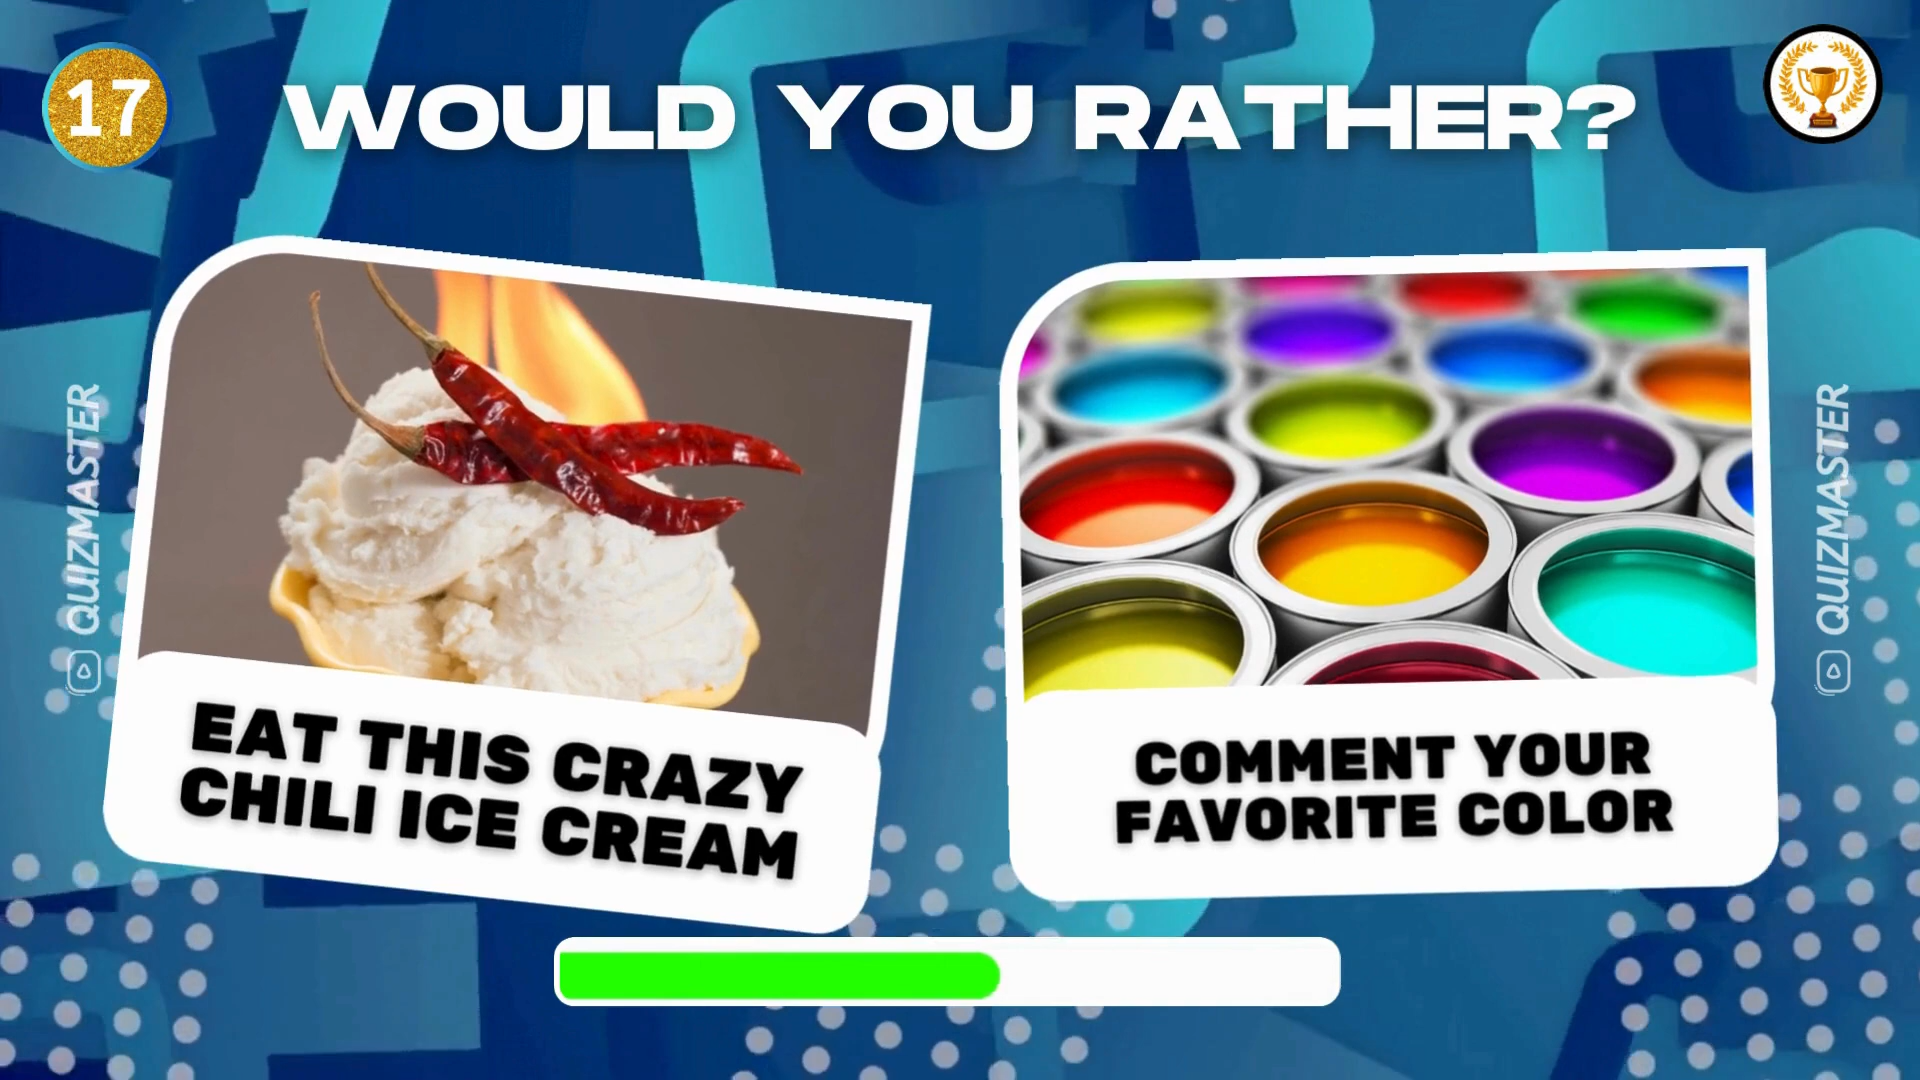 17
WOULD YOU RATHER?
QUIZMASTER
EAT THIS CRAZY
CHILI ICE CREAM
COMMENT YOUR
FAVORITE COLOR
QUIZMASTER